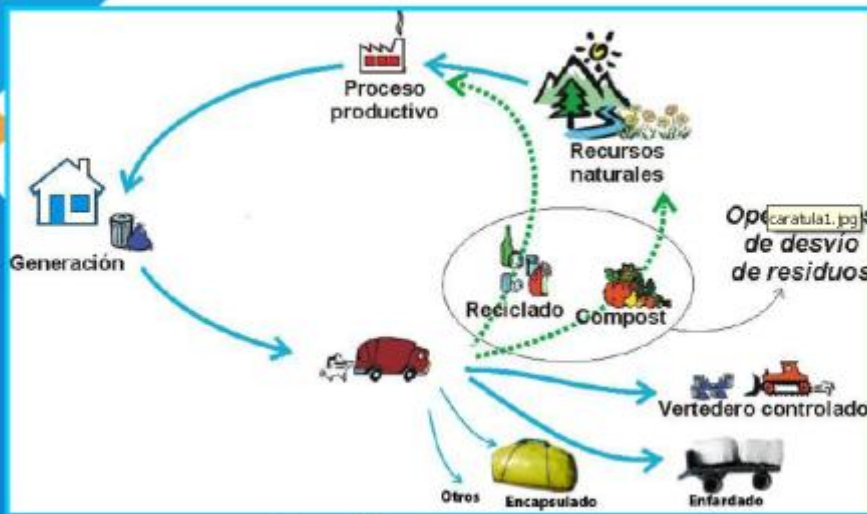 Proceso
productivo
Recursos
naturales
Generación
caratula1.jpg
de desvío
de residuos
Reciclado
Compost
Vertedero controlado
Otros
Encapsulado
Enfardado